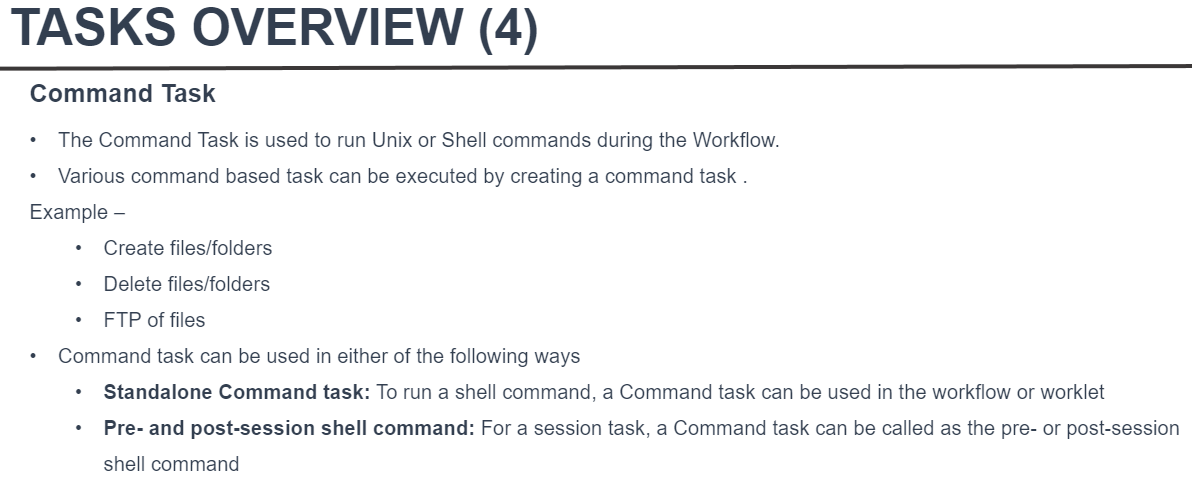 TASKS OVERVIEW (4)
Command Task
• The Command Task is used to run Unix or Shell commands during the Workflow.
• Various command based task can be executed by creating a command task .
Example –
• Create files/folders
• Delete files/folders
• FTP of files
• Command task can be used in either of the following ways
• Standalone Command task: To run a shell command, a Command task can be used in the workflow or worklet
• Pre- and post-session shell command: For a session task, a Command task can be called as the pre- or post-session
shell command